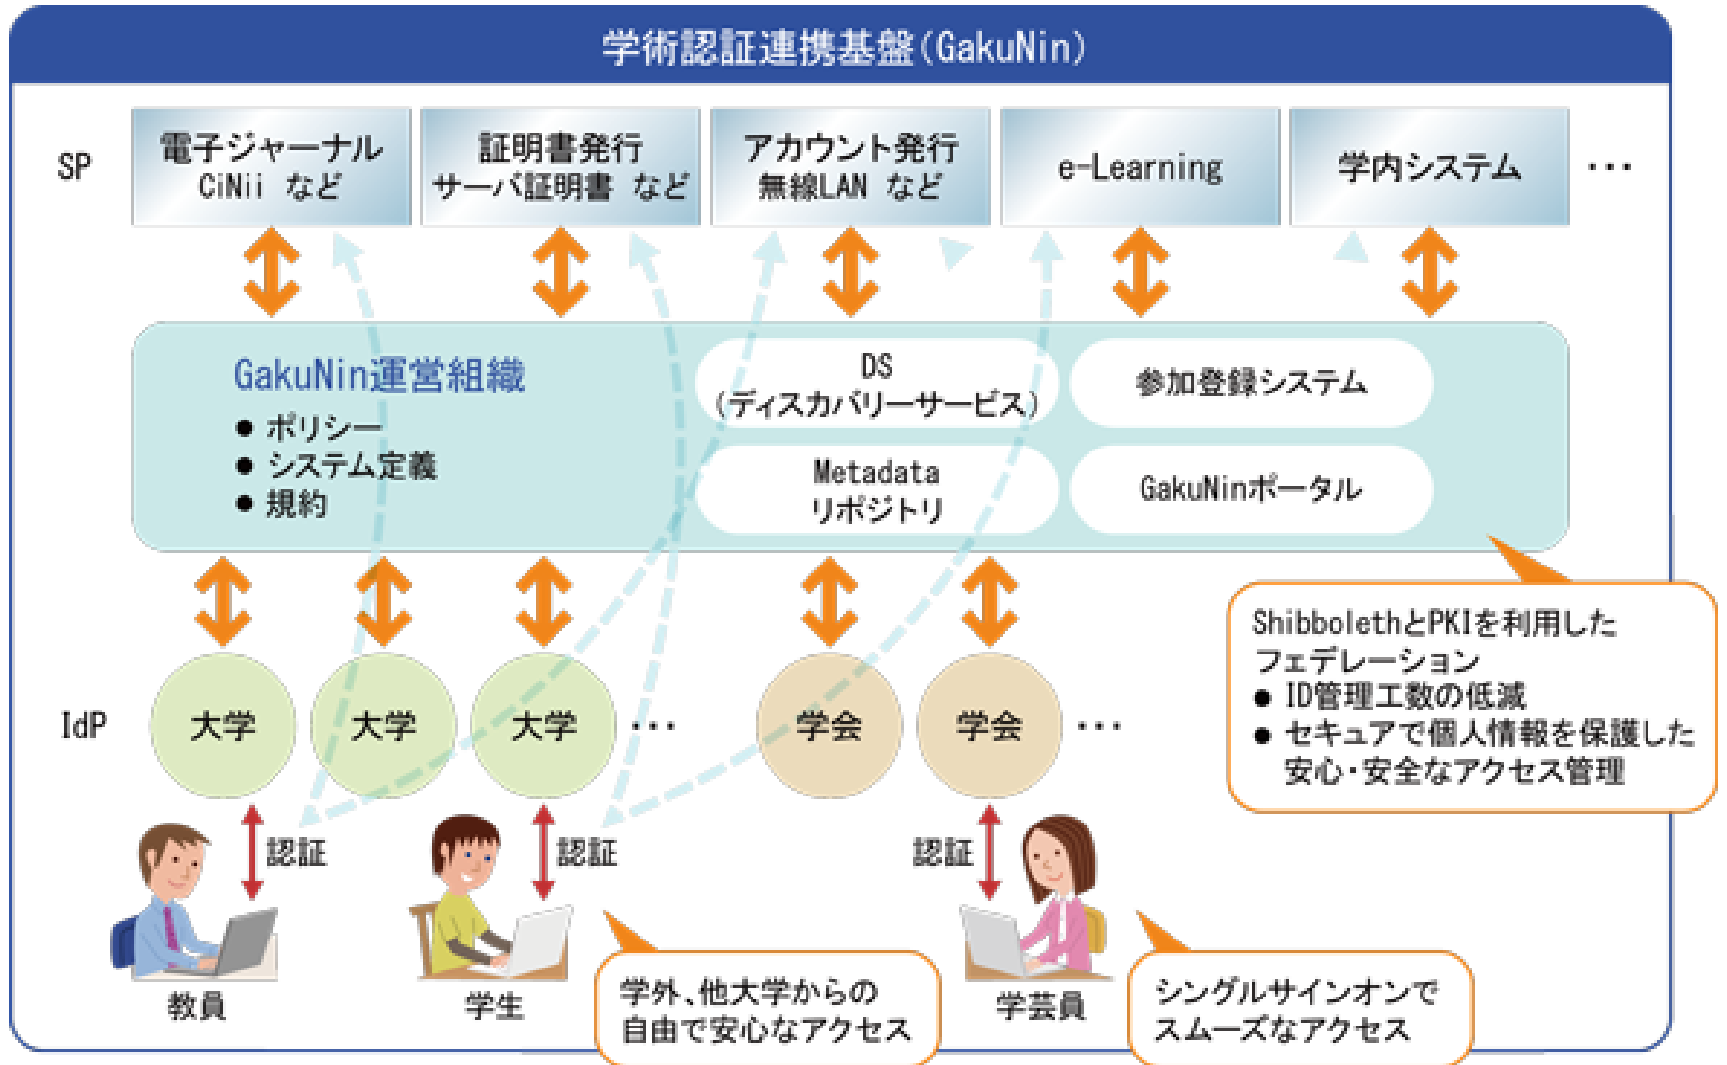 学術認証連携基盤(GakuNin)
SP
電子ジャーナル
CiNii など
証明書発行
サーバ証明書 など
アカウント発行
無線LAN など
e-Learning
学内システム
…
GakuNin運営組織
● ポリシー
● システム定義
● 規約
DS
(ディスカバリーサービス)
参加登録システム
Metadata
リポジトリ
GakuNinポータル
ShibbolethとPKIを利用した
フェデレーション
● ID管理工数の低減
● セキュアで個人情報を保護した
安心・安全なアクセス管理
IdP
大学
大学
大学
…
学会
学会
…
認証
認証
認証
教員
学生
学芸員
学外、他大学からの
自由で安心なアクセス
シングルサインオンで
スムーズなアクセス